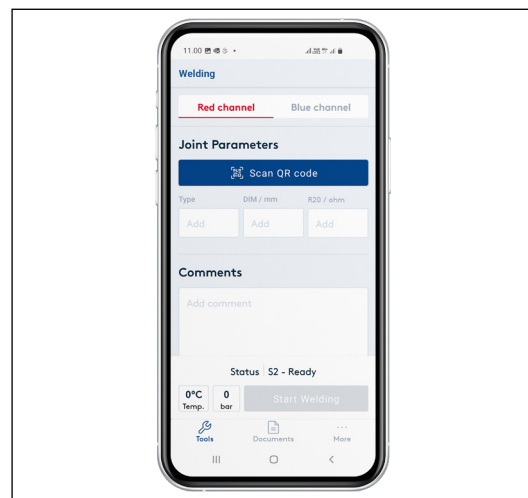 11.00
Welding
Red channel Blue channel
Joint Parameters
Scan QR code
Type DIM / mm R20 / ohm
Add Add Add
Comments
Add comment
Status S2 - Ready
0°C 0 Start Welding
Temp. bar
Tools Documents More